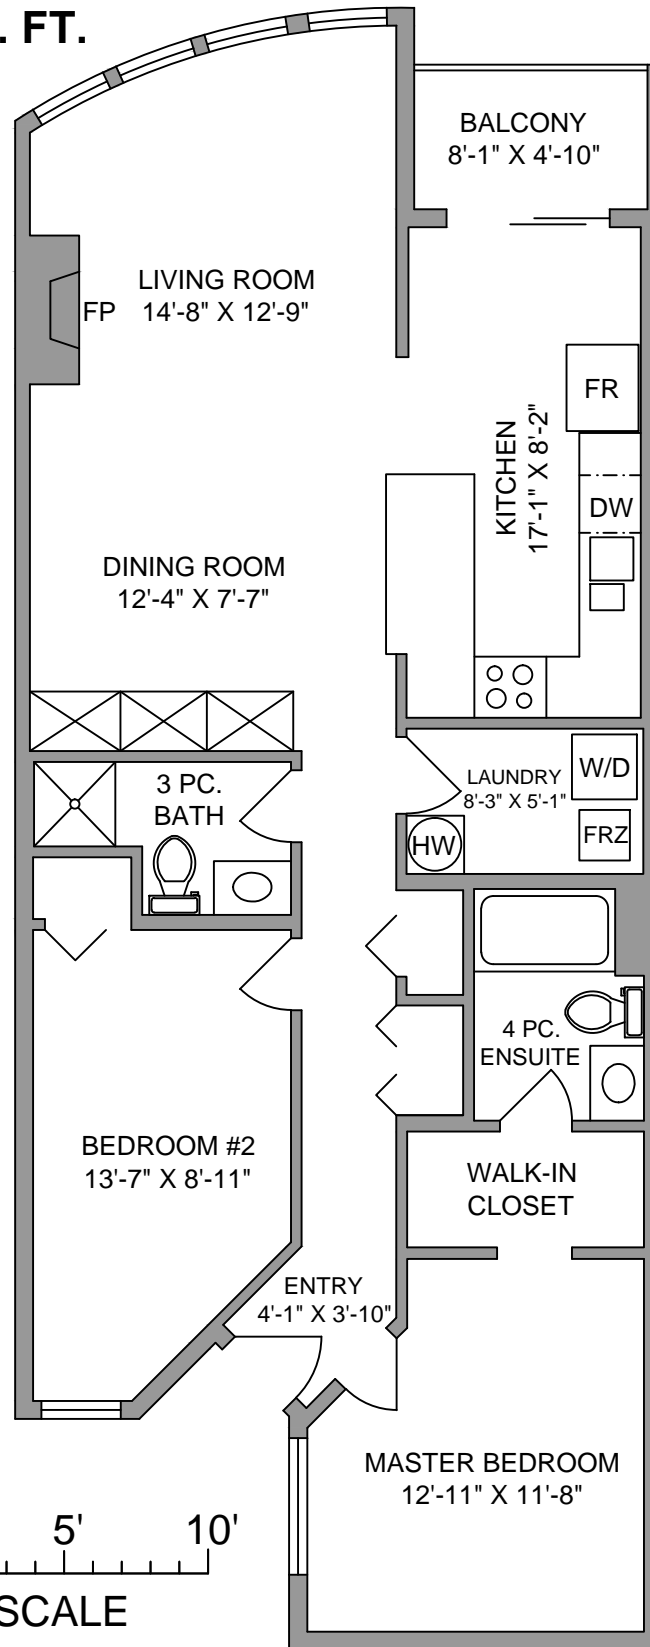 . FT.
BALCONY
8'-1" X 4'-10"
LIVING ROOM
14'-8" X 12'-9"
FP
FR
KITCHEN
17'-1" X 8'-2"
DW
DINING ROOM
12'-4" X 7'-7"
3 PC.
BATH
LAUNDRY
8'-3" X 5'-1"
W/D
HW
FRZ
4 PC.
ENSUITE
BEDROOM #2
13'-7" X 8'-11"
WALK-IN
CLOSET
ENTRY
4'-1" X 3'-10"
MASTER BEDROOM
12'-11" X 11'-8"
5' 10'
SCALE